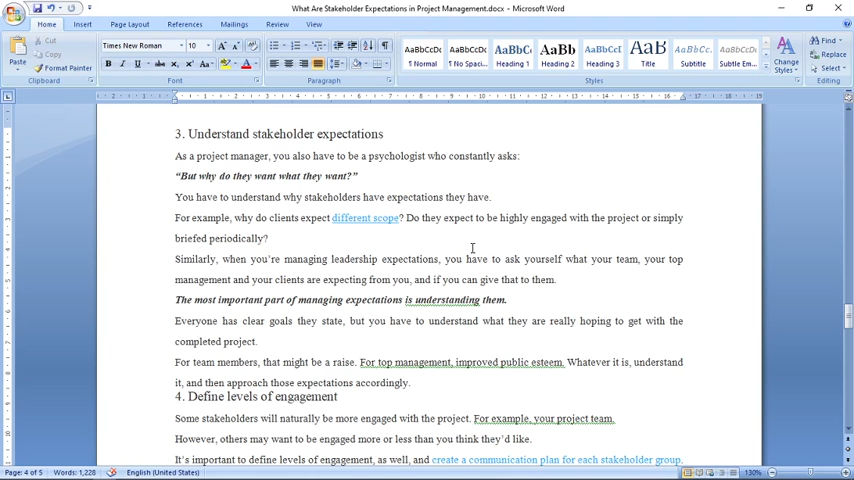 What Are Stakeholder Expectations in Project Management.docx - Microsoft Word
Home Insert Page Layout References Mailings Review View
Cut
Copy
Format Painter
Paste
Clipboard
Times New Roman 10
Font
Paragraph
AaBbCcDc AaBbCcDc AaBbC AaBb AaBbCcI AaB AaBbCcL AaBbCcDc
¶ Normal ¶ No Spaci... Heading 1 Heading 2 Heading 3 Title Subtitle Subtle Em...
Change Styles
Styles
Find
Replace
Select
Editing
3. Understand stakeholder expectations
As a project manager, you also have to be a psychologist who constantly asks:
“But why do they want what they want?”
You have to understand why stakeholders have expectations they have.
For example, why do clients expect different scope? Do they expect to be highly engaged with the project or simply
briefed periodically?
Similarly, when you’re managing leadership expectations, you have to ask yourself what your team, your top
management and your clients are expecting from you, and if you can give that to them.
The most important part of managing expectations is understanding them.
Everyone has clear goals they state, but you have to understand what they are really hoping to get with the
completed project.
For team members, that might be a raise. For top management, improved public esteem. Whatever it is, understand
it, and then approach those expectations accordingly.
4. Define levels of engagement
Some stakeholders will naturally be more engaged with the project. For example, your project team.
However, others may want to be engaged more or less than you think they’d like.
It’s important to define levels of engagement, as well, and create a communication plan for each stakeholder group.
Page: 4 of 5 Words: 1,228 English (United States) 130%